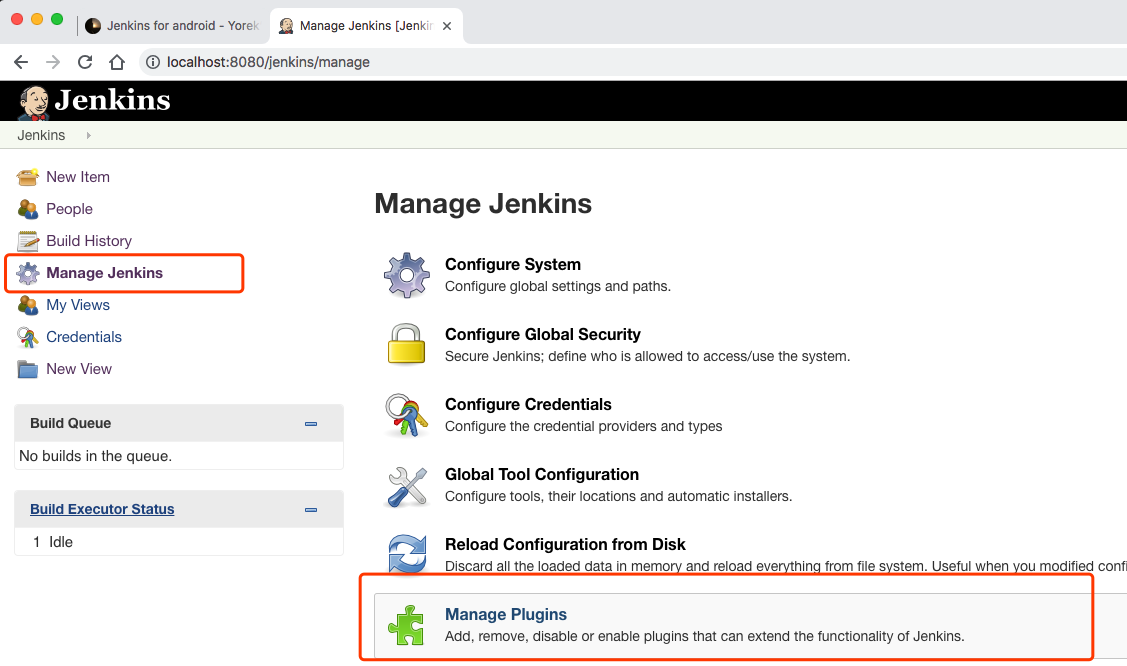 Jenkins for android - Yorek
Manage Jenkins [Jenkin
localhost:8080/jenkins/manage
Jenkins
Jenkins
New Item
People
Build History
Manage Jenkins
My Views
Credentials
New View
Build Queue
No builds in the queue.
Build Executor Status
1 Idle
Manage Jenkins
Configure System
Configure global settings and paths.
Configure Global Security
Secure Jenkins; define who is allowed to access/use the system.
Configure Credentials
Configure the credential providers and types
Global Tool Configuration
Configure tools, their locations and automatic installers.
Reload Configuration from Disk
Discard all the loaded data in memory and reload everything from file system. Useful when you modified confi
Manage Plugins
Add, remove, disable or enable plugins that can extend the functionality of Jenkins.